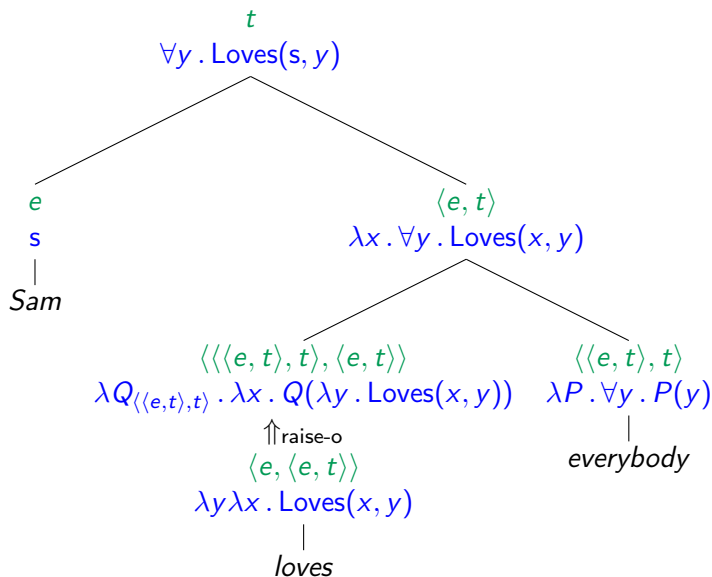 t
∀y . Loves(s, y)
e
⟨e, t⟩
s
λx . ∀y . Loves(x, y)
Sam
⟨⟨⟨e, t⟩, t⟩, ⟨e, t⟩⟩
⟨⟨e, t⟩, t⟩
λQ⟨⟨e,t⟩,t⟩ . λx . Q(λy . Loves(x, y))
λP . ∀y . P(y)
⇑raise-o
everybody
⟨e, ⟨e, t⟩⟩
λyλx . Loves(x, y)
loves